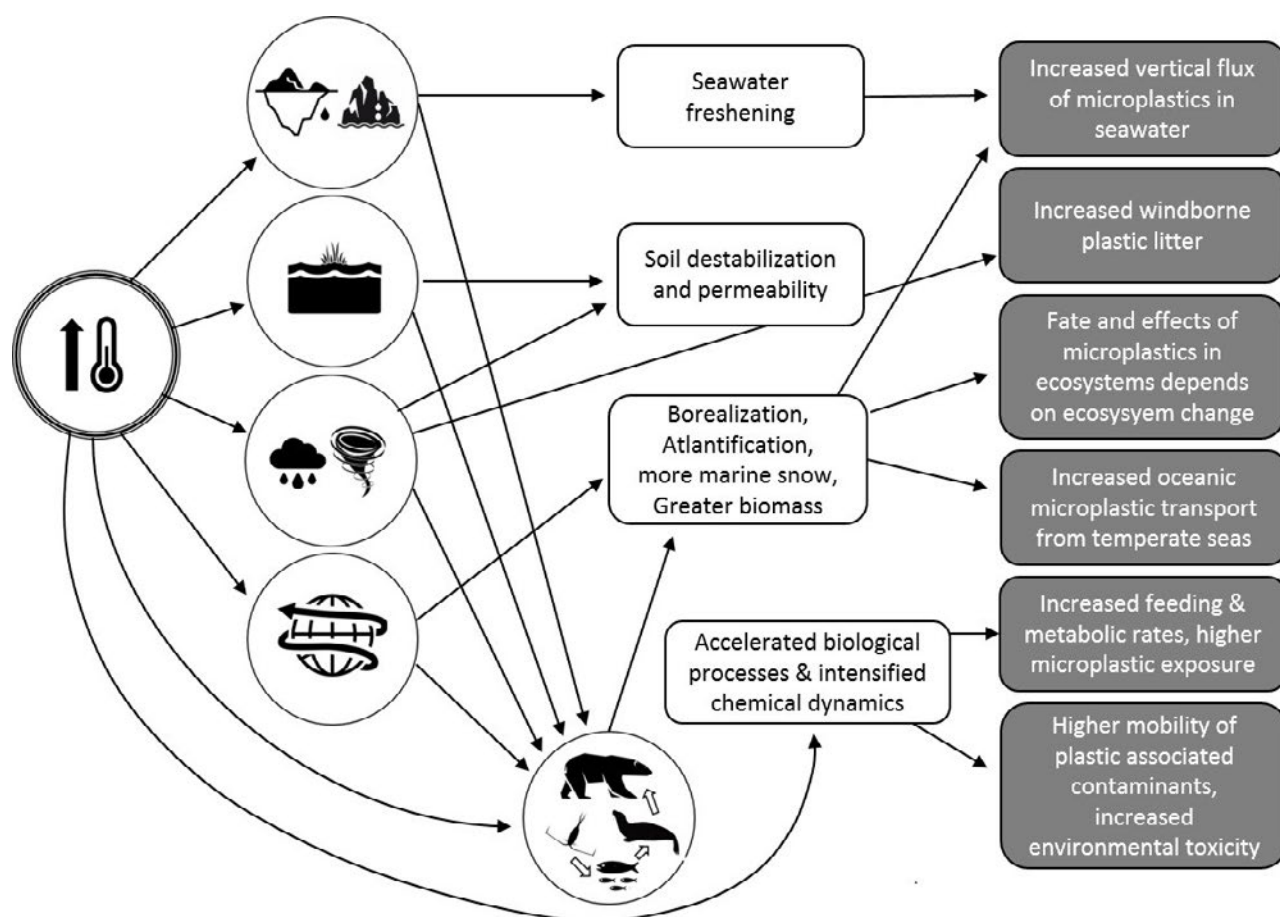 Seawater
freshening
Increased vertical flux
of microplastics in
seawater
Increased windborne
plastic litter
Soil destabilization
and permeability
Fate and effects of
microplastics in
ecosystems depends
on ecosysyem change
Borealization,
Atlantification,
more marine snow,
Greater biomass
Increased oceanic
microplastic transport
from temperate seas
Increased feeding &
metabolic rates, higher
microplastic exposure
Accelerated biological
processes & intensified
chemical dynamics
Higher mobility of
plastic associated
contaminants,
increased
environmental toxicity